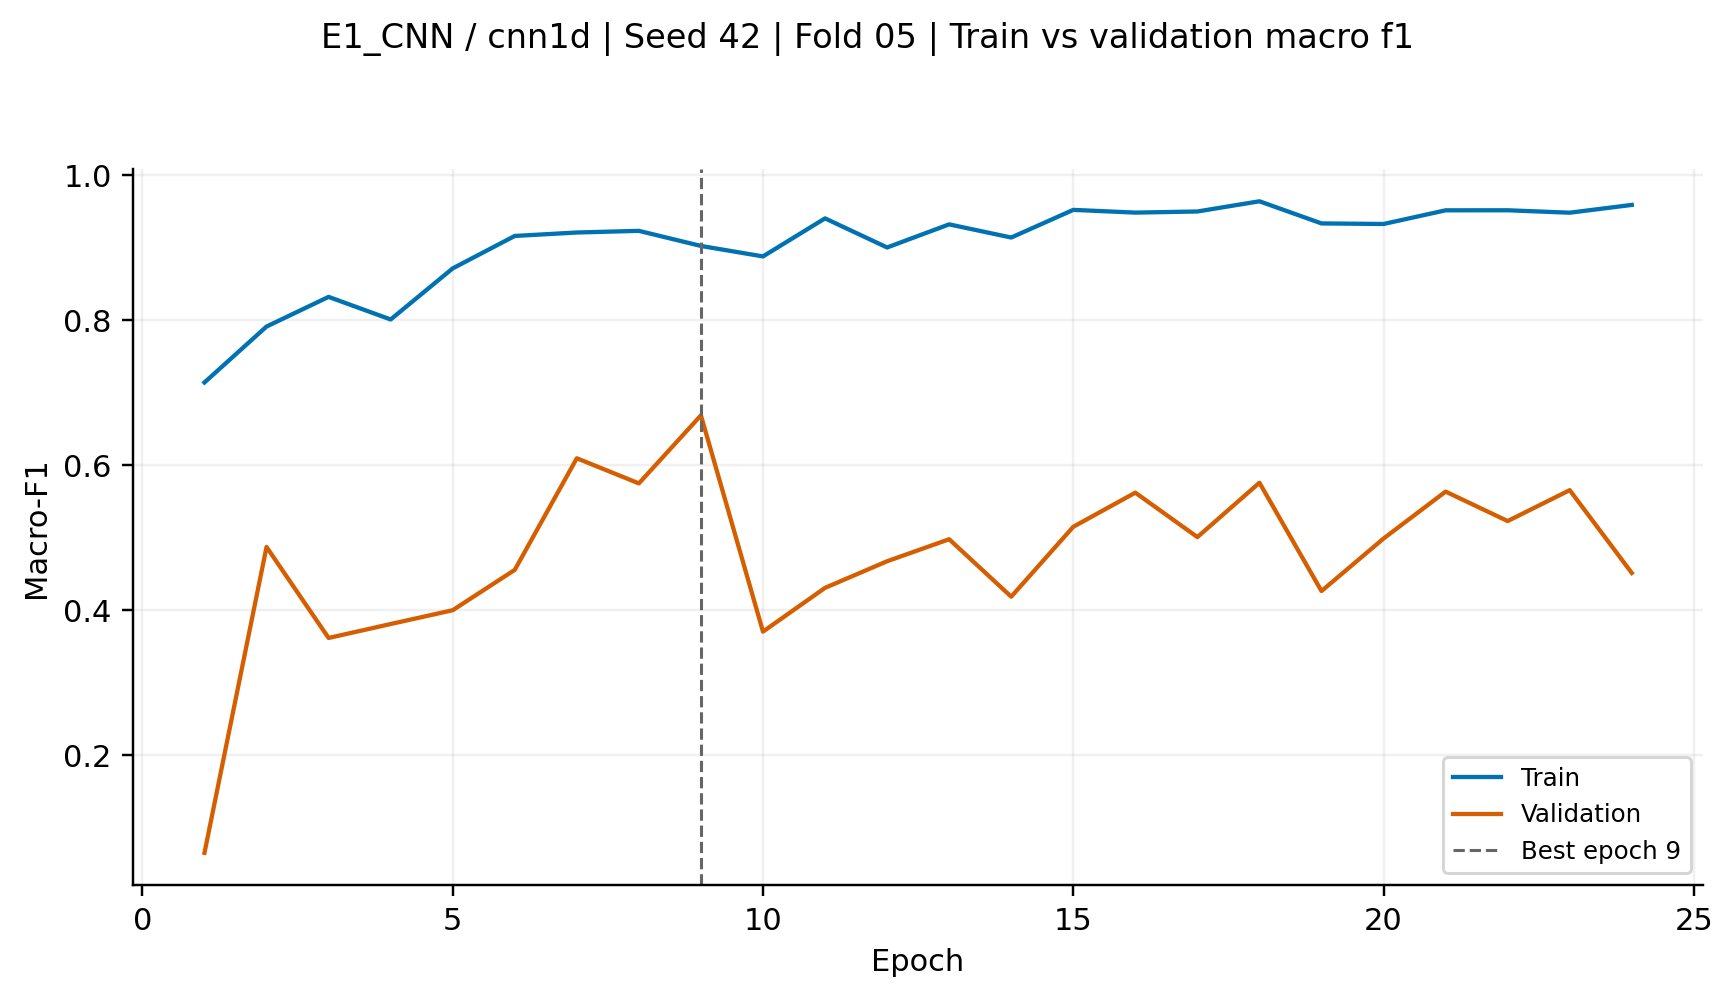 E1_CNN / cnn1d | Seed 42 | Fold 05 | Train vs validation macro f1
1.0
0.8
0.6
0.4
0.2
Macro-F1
Train
Validation
Best epoch 9
0 5 10 15 20 25
Epoch